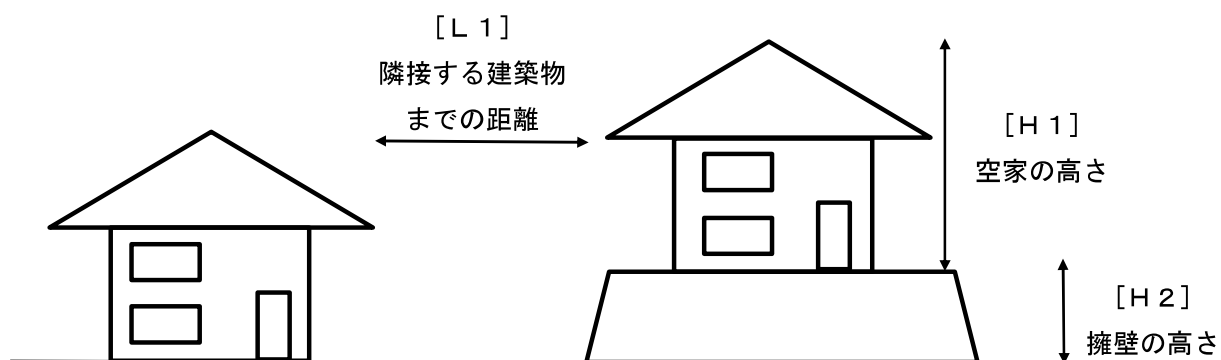 ［Ｌ１］
隣接する建築物
までの距離
［Ｈ１］
空家の高さ
［Ｈ２］
擁壁の高さ